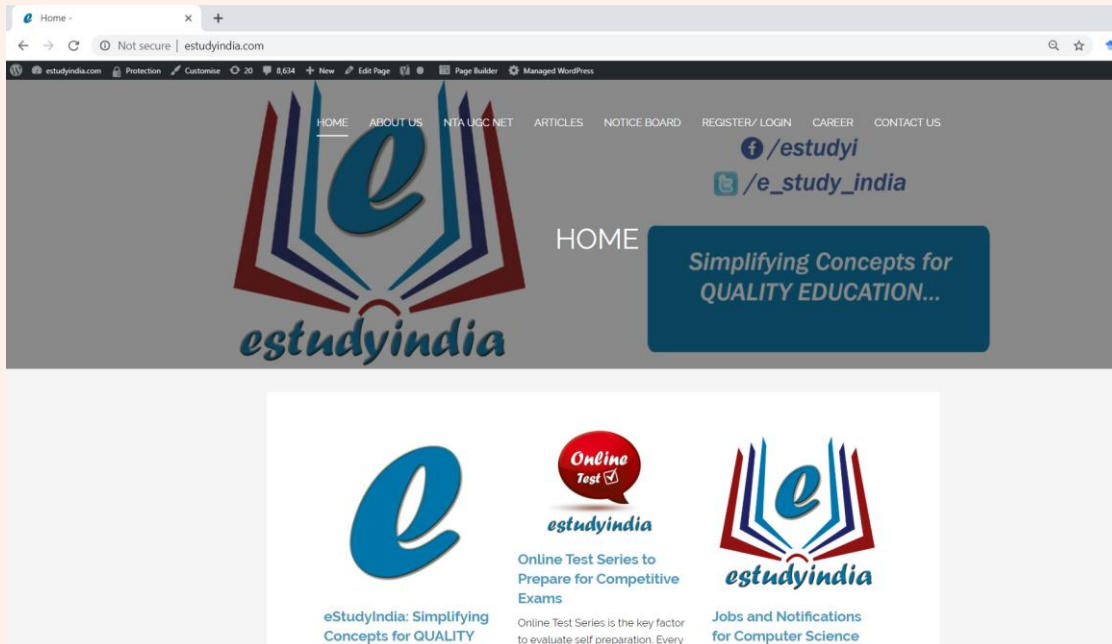 e Home -
Not secure | estudyindia.com
estudyindia.com Protection Customise 20 8,634 + New Edit Page Page Builder Managed WordPress
HOME ABOUT US NTA UGC NET ARTICLES NOTICE BOARD REGISTER/ LOGIN CAREER CONTACT US
e
estudyindia
/estudyi
/e_study_india
HOME
Simplifying Concepts for
QUALITY EDUCATION...
e
eStudyIndia: Simplifying
Concepts for QUALITY
Online
Test
estudyindia
Online Test Series to
Prepare for Competitive
Exams
Online Test Series is the key factor
to evaluate self preparation. Every
e
estudyindia
Jobs and Notifications
for Computer Science